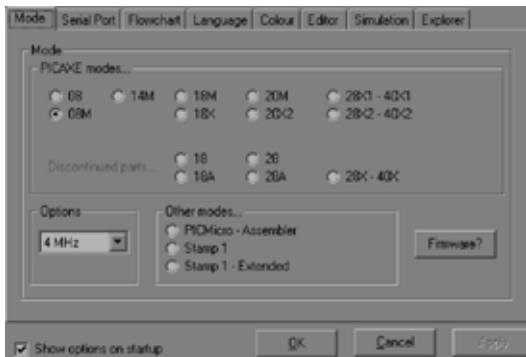 Mode Serial Port Flowchart Language Colour Editor Simulation Explorer
Mode
PICAXE modes...
08 14M 18M 20M 28X1 - 40X1
08M 18X 20X2 28X2 - 40X2
Discontinued parts... 18 28
18A 28A 28X - 40X
Options
4 MHz
Other modes...
PICMicro - Assembler
Stamp 1
Stamp 1 - Extended
Firmware?
Show options on startup OK Cancel Apply